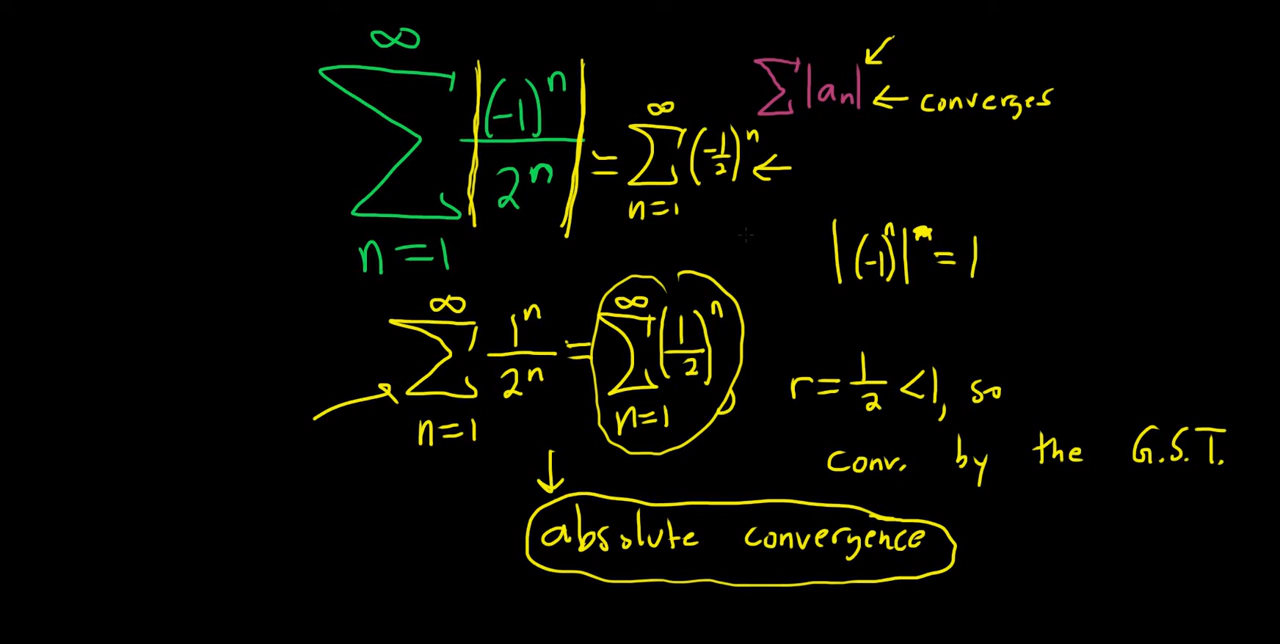 ∞ ∑ n=1 |(-1)^n / 2^n| = ∞ ∑ n=1 (-1/2)^n ←
∑ |a_n| ← converges
|(-1)^n| = 1
∞ ∑ n=1 1^n / 2^n = ∞ ∑ n=1 (1/2)^n
r = 1/2 < 1, so
conv. by the G.S.T.
absolute convergence